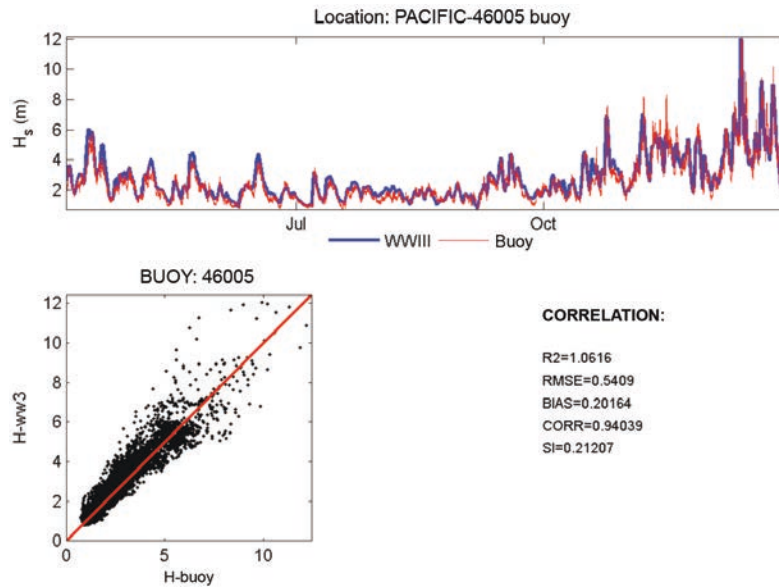 Location: PACIFIC-46005 buoy
12
10
8
6
4
2
Hs (m)
Jul
Oct
WWIII
Buoy
BUOY: 46005
12
10
8
6
4
2
0
H-ww3
0
5
10
H-buoy
CORRELATION:
R2=1.0616
RMSE=0.5409
BIAS=0.20164
CORR=0.94039
SI=0.21207